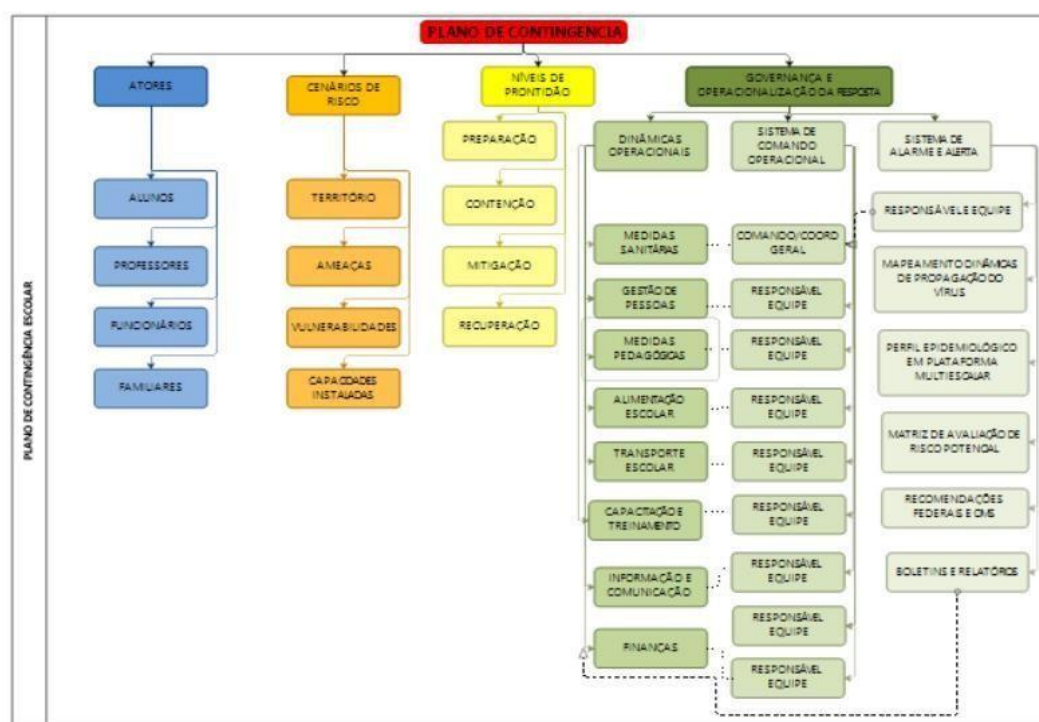 PLANO DE CONTINGÊNCIA ESCOLAR
PLANO DE CONTINGENCIA
ATORES
ALUNOS
PROFESSORES
FUNCIONÁRIOS
FAMILIARES
CENÁRIOS DE
RISCO
TERRITÓRIO
AMEAÇAS
VULNERABILIDADES
CAPACIDADES
INSTALADAS
NÍVEIS DE
PRONTIDÃO
PREPARAÇÃO
CONTENÇÃO
MITIGAÇÃO
RECUPERAÇÃO
GOVERNANÇA E
OPERACIONALIZAÇÃO DA RESPOSTA
DINÂMICAS
OPERACIONAIS
MEDIDAS
SANITÁRIAS
GESTÃO DE
PESSOAS
MEDIDAS
PEDAGÓGICAS
ALIMENTAÇÃO
ESCOLAR
TRANSPORTE
ESCOLAR
CAPACITAÇÃO E
TREINAMENTO
INFORMAÇÃO E
COMUNICAÇÃO
FINANÇAS
SISTEMA DE
COMANDO
OPERACIONAL
COMANDO/COORD
GERAL
RESPONSÁVEL
EQUIPE
RESPONSÁVEL
EQUIPE
RESPONSÁVEL
EQUIPE
RESPONSÁVEL
EQUIPE
RESPONSÁVEL
EQUIPE
RESPONSÁVEL
EQUIPE
RESPONSÁVEL
EQUIPE
RESPONSÁVEL
EQUIPE
SISTEMA DE
ALARME E ALERTA
RESPONSÁVEL E EQUIPE
MAPEAMENTO DINÂMICAS
DE PROPAGAÇÃO DO
VÍRUS
PERFIL EPIDEMIOLÓGICO
EM PLATAFORMA
MULTIESCALAR
MATRIZ DE AVALIAÇÃO DE
RISCO POTENCIAL
RECOMENDAÇÕES
FEDERAIS E OMS
BOLETINS E RELATÓRIOS